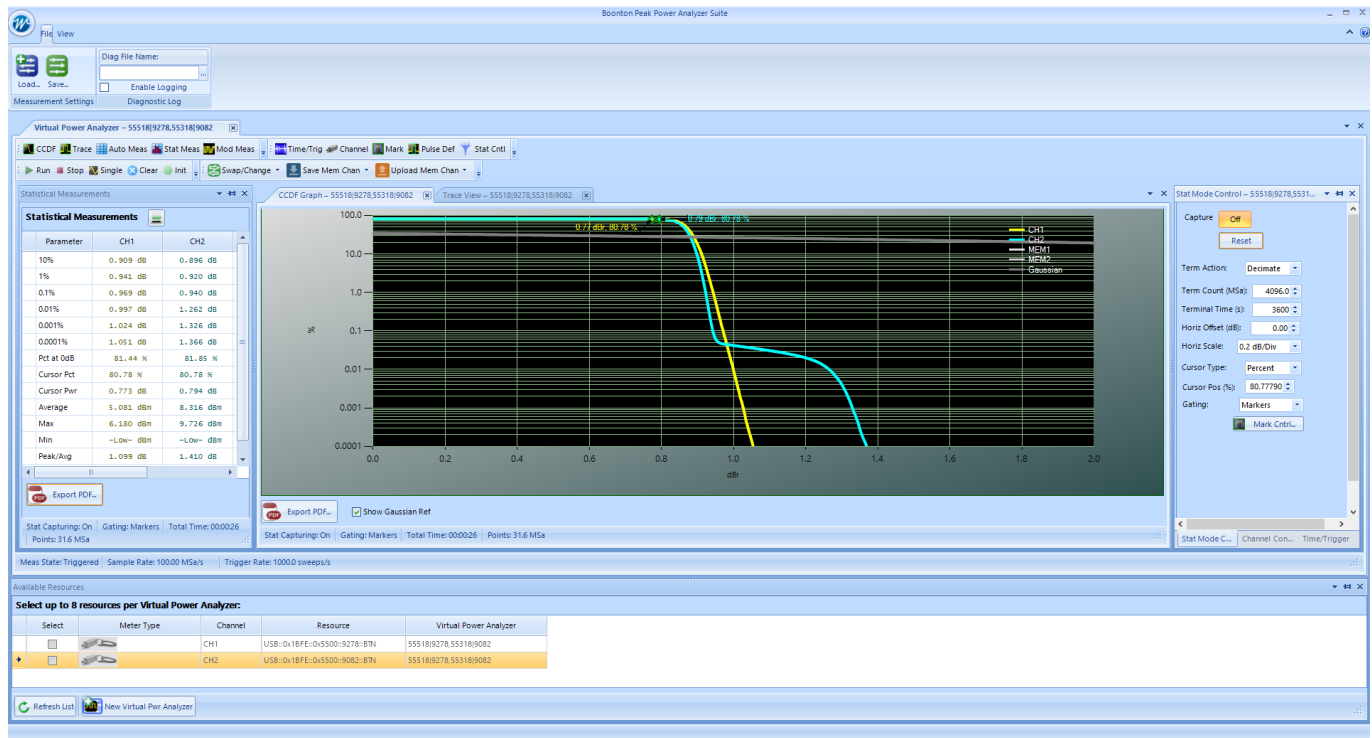 Boonton Peak Power Analyzer Suite
File View
Load... Save...
Diag File Name:
...
Enable Logging
Measurement Settings Diagnostic Log
Virtual Power Analyzer – 55518|9278,55318|9082
CCDF Trace Auto Meas Stat Meas Mod Meas Time/Trig Channel Mark Pulse Def Stat Cntl
Run Stop Single Clear Init Swap/Change Save Mem Chan Upload Mem Chan
Statistical Measurements
Statistical Measurements
Parameter CH1 CH2
10% 0.909 dB 0.896 dB
1% 0.941 dB 0.920 dB
0.1% 0.969 dB 0.940 dB
0.01% 0.997 dB 1.262 dB
0.001% 1.024 dB 1.326 dB
0.0001% 1.051 dB 1.366 dB
Pct at 0dB 81.44 % 81.85 %
Cursor Pct 80.78 % 80.78 %
Cursor Pwr 0.773 dB 0.794 dB
Average 5.081 dBm 8.316 dBm
Max 6.180 dBm 9.726 dBm
Min -Low- dBm -Low- dBm
Peak/Avg 1.099 dB 1.410 dB
Export PDF...
Stat Capturing: On Gating: Markers Total Time: 00:00:26
Points: 31.6 MSa
CCDF Graph – 55518|9278,55318|9082 Trace View – 55518|9278,55318|9082
100.0
10.0
1.0
0.1
0.01
0.001
0.0001
%
0.77 dBr, 80.78 %
0.79 dBr, 80.78 %
CH1
CH2
MEM1
MEM2
Gaussian
0.0 0.2 0.4 0.6 0.8 1.0 1.2 1.4 1.6 1.8 2.0
dBr
Export PDF... Show Gaussian Ref
Stat Capturing: On Gating: Markers Total Time: 00:00:26 Points: 31.6 MSa
Stat Mode Control – 55518|9278,5531...
Capture Off
Reset
Term Action: Decimate
Term Count (MSa): 4096.0
Terminal Time (s): 3600
Horiz Offset (dB): 0.00
Horiz Scale: 0.2 dB/Div
Cursor Type: Percent
Cursor Pos (%): 80.77790
Gating: Markers
Mark Cntrl...
Stat Mode C... Channel Con... Time/Trigger
Meas State: Triggered Sample Rate: 100.00 MSa/s Trigger Rate: 1000.0 sweeps/s
Available Resources
Select up to 8 resources per Virtual Power Analyzer:
Select Meter Type Channel Resource Virtual Power Analyzer
CH1 USB::0x1BFE::0x5500::9278::BTN 55518|9278,55318|9082
CH2 USB::0x1BFE::0x5500::9082::BTN 55518|9278,55318|9082
Refresh List New Virtual Pwr Analyzer